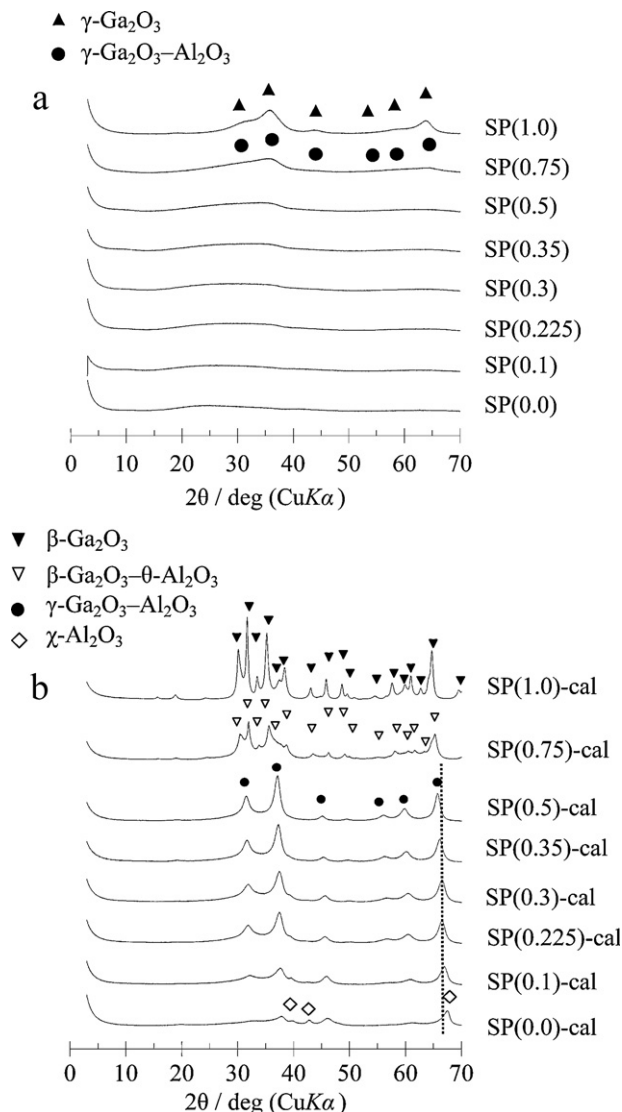 ▲ γ-Ga₂O₃
● γ-Ga₂O₃–Al₂O₃
a
SP(1.0)
SP(0.75)
SP(0.5)
SP(0.35)
SP(0.3)
SP(0.225)
SP(0.1)
SP(0.0)
0 10 20 30 40 50 60 70
2θ / deg (CuKα)
▼ β-Ga₂O₃
▽ β-Ga₂O₃–θ-Al₂O₃
● γ-Ga₂O₃–Al₂O₃
◇ χ-Al₂O₃
b
SP(1.0)-cal
SP(0.75)-cal
SP(0.5)-cal
SP(0.35)-cal
SP(0.3)-cal
SP(0.225)-cal
SP(0.1)-cal
SP(0.0)-cal
0 10 20 30 40 50 60 70
2θ / deg (CuKα)